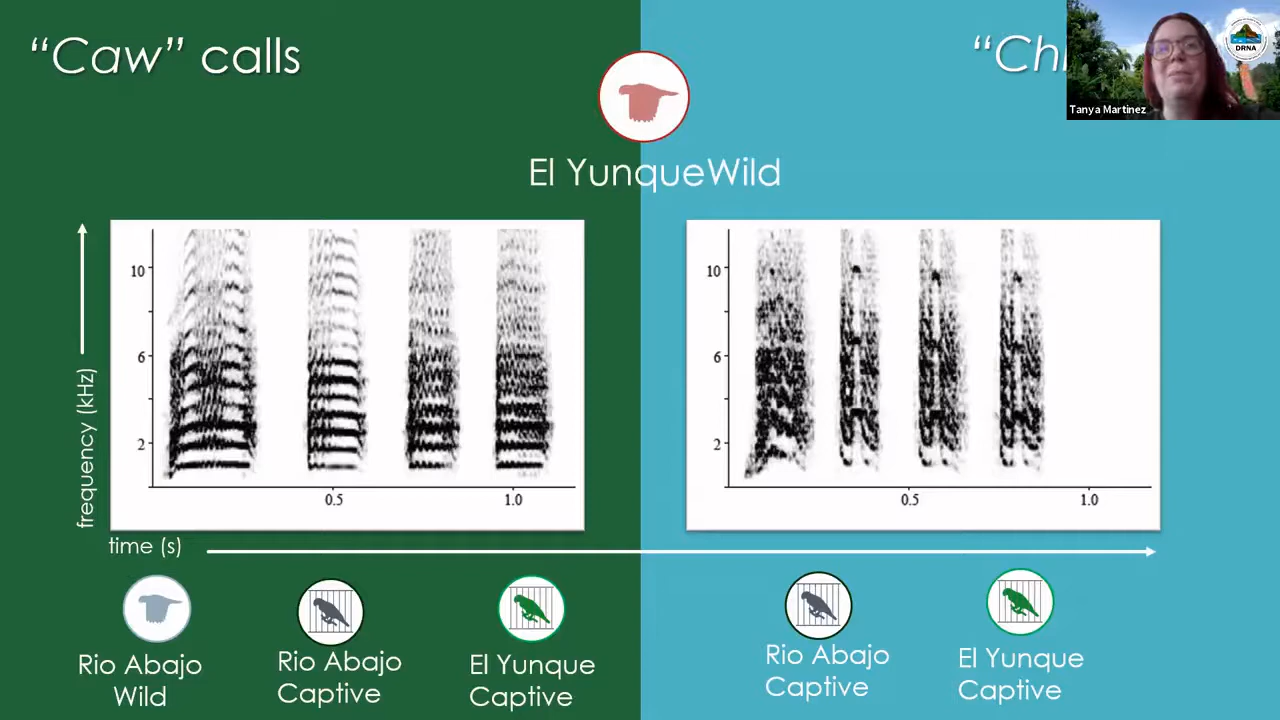 “Caw” calls
“Ch
DRNA
Tanya Martinez
El YunqueWild
10
6
2
0.5
1.0
frequency (kHz)
10
6
2
0.5
1.0
time (s)
Rio Abajo
Wild
Rio Abajo
Captive
El Yunque
Captive
Rio Abajo
Captive
El Yunque
Captive